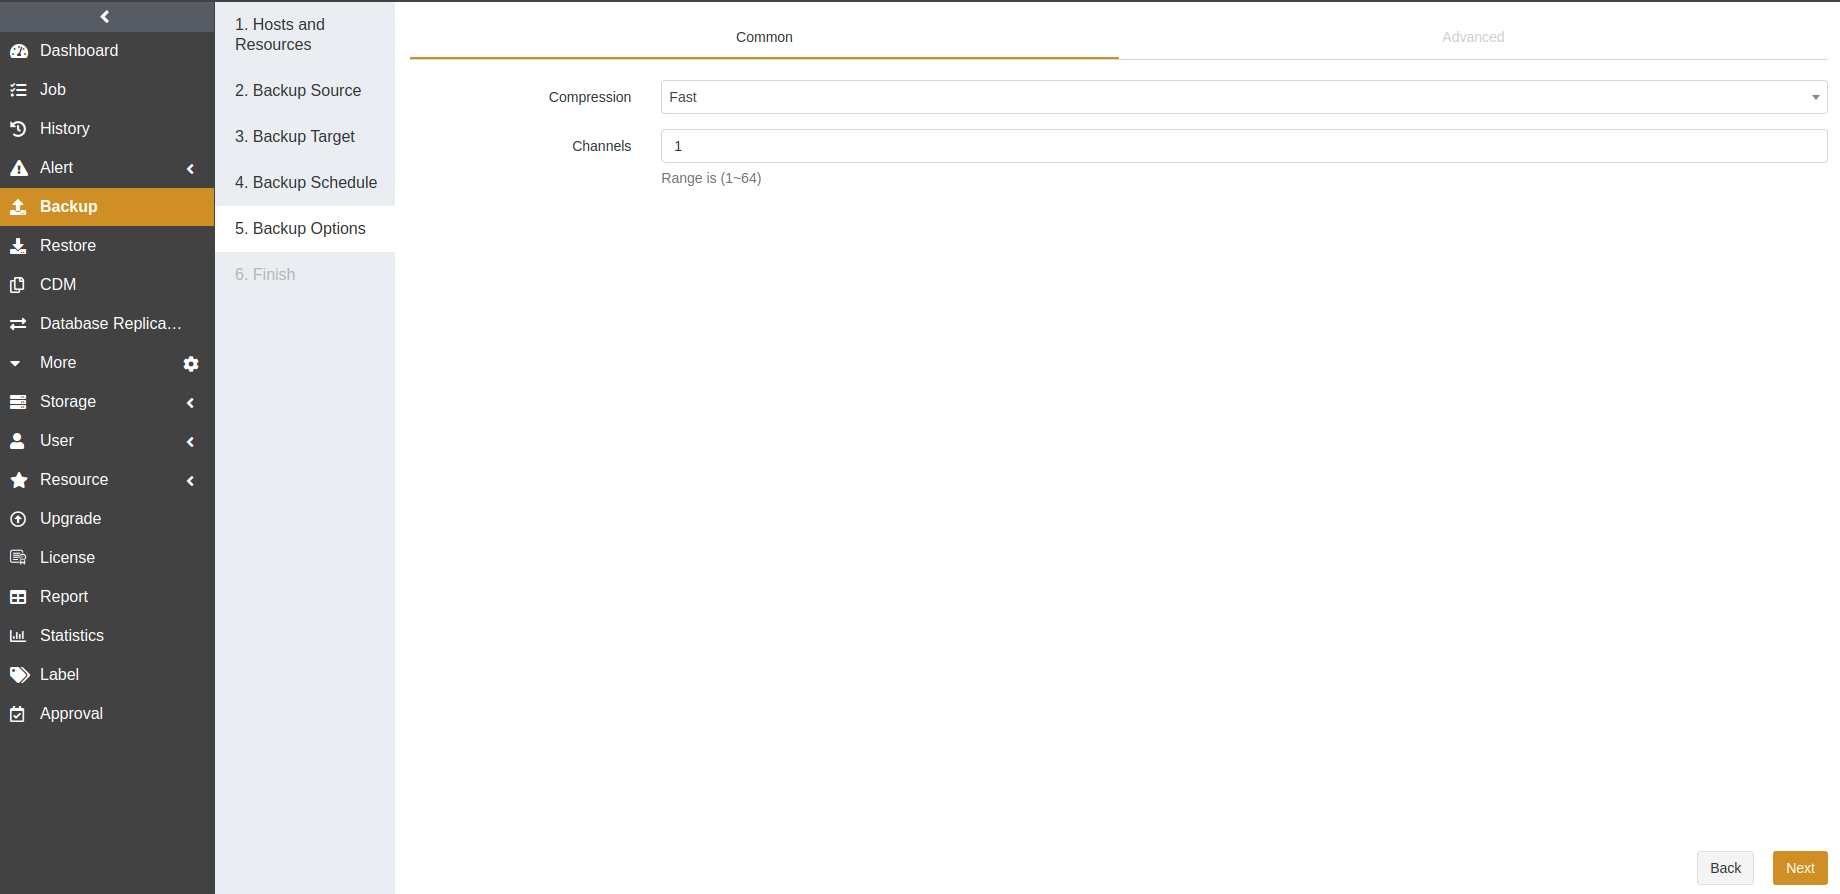 Dashboard
Job
History
Alert
Backup
Restore
CDM
Database Replica…
More
Storage
User
Resource
Upgrade
License
Report
Statistics
Label
Approval
1. Hosts and
Resources
2. Backup Source
3. Backup Target
4. Backup Schedule
5. Backup Options
6. Finish
Common
Advanced
Compression
Fast
Channels
1
Range is (1~64)
Back
Next